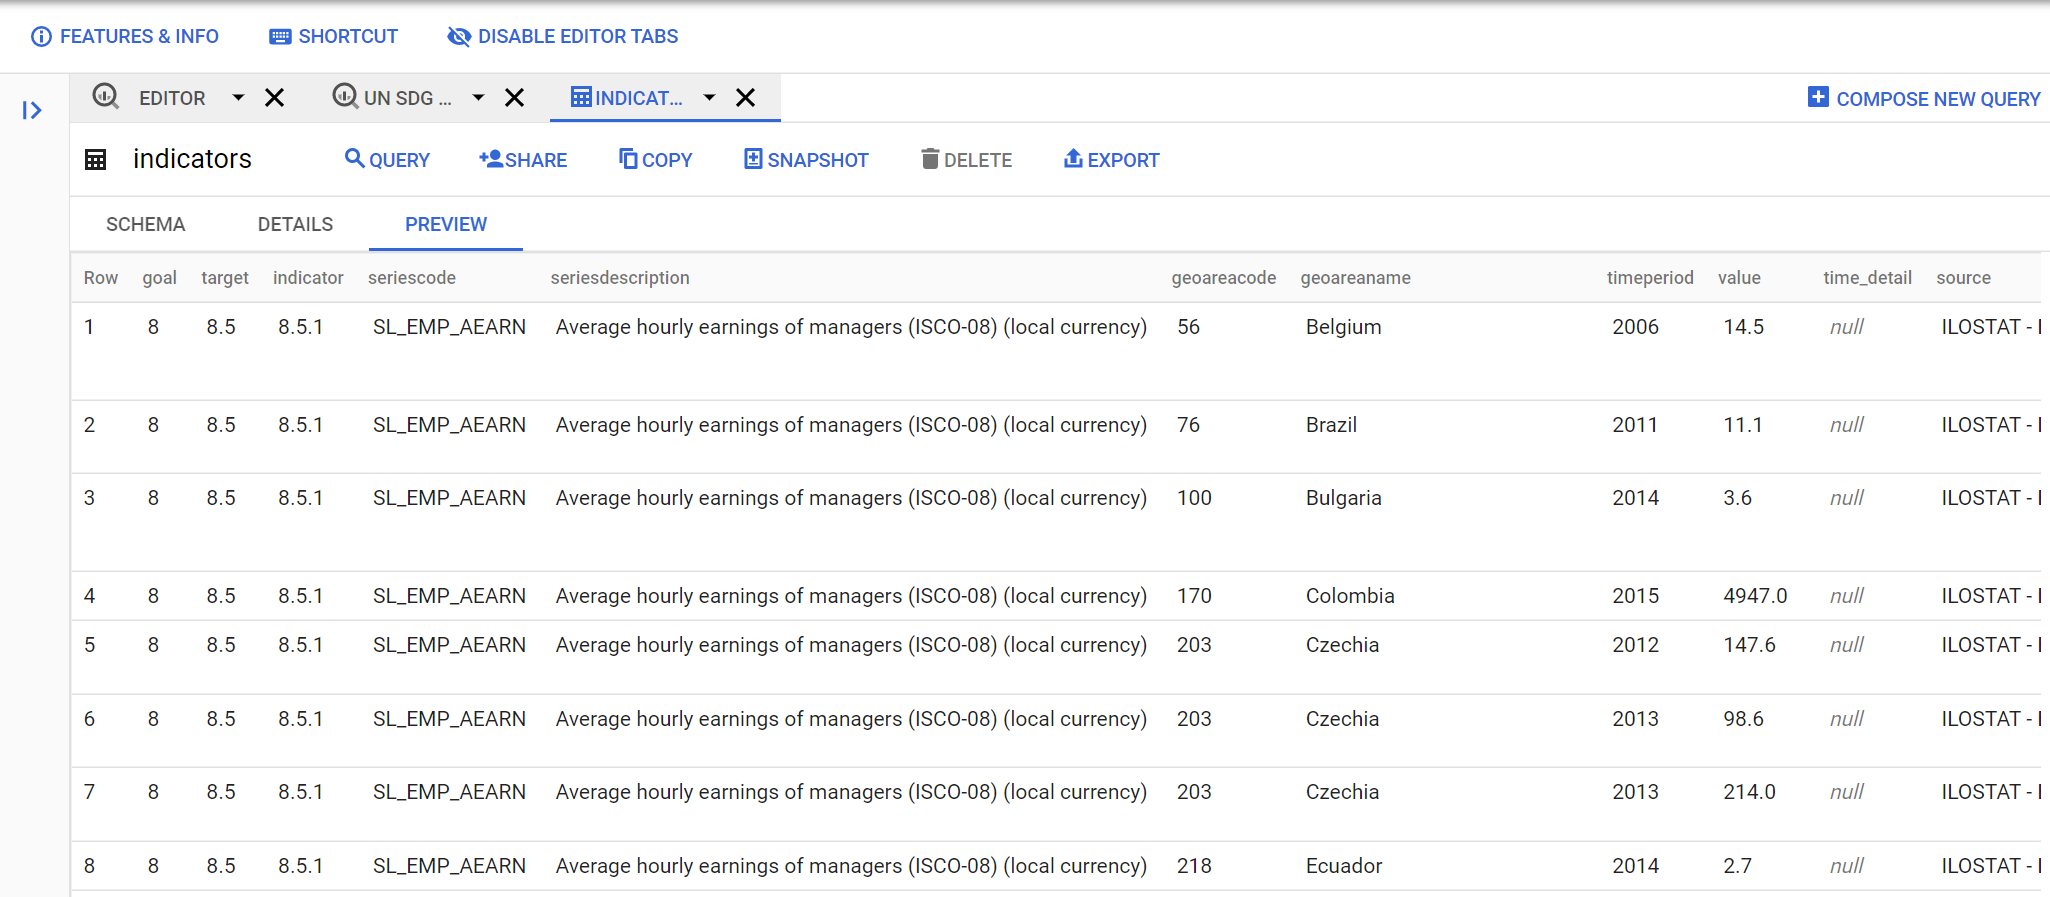 FEATURES & INFO SHORTCUT DISABLE EDITOR TABS
EDITOR UN SDG ... INDICAT... COMPOSE NEW QUERY
indicators QUERY SHARE COPY SNAPSHOT DELETE EXPORT
SCHEMA DETAILS PREVIEW
Row goal target indicator seriescode seriesdescription geoareacode geoareaname timeperiod value time_detail source
1 8 8.5 8.5.1 SL_EMP_AEARN Average hourly earnings of managers (ISCO-08) (local currency) 56 Belgium 2006 14.5 null ILOSTAT -
2 8 8.5 8.5.1 SL_EMP_AEARN Average hourly earnings of managers (ISCO-08) (local currency) 76 Brazil 2011 11.1 null ILOSTAT -
3 8 8.5 8.5.1 SL_EMP_AEARN Average hourly earnings of managers (ISCO-08) (local currency) 100 Bulgaria 2014 3.6 null ILOSTAT -
4 8 8.5 8.5.1 SL_EMP_AEARN Average hourly earnings of managers (ISCO-08) (local currency) 170 Colombia 2015 4947.0 null ILOSTAT -
5 8 8.5 8.5.1 SL_EMP_AEARN Average hourly earnings of managers (ISCO-08) (local currency) 203 Czechia 2012 147.6 null ILOSTAT -
6 8 8.5 8.5.1 SL_EMP_AEARN Average hourly earnings of managers (ISCO-08) (local currency) 203 Czechia 2013 98.6 null ILOSTAT -
7 8 8.5 8.5.1 SL_EMP_AEARN Average hourly earnings of managers (ISCO-08) (local currency) 203 Czechia 2013 214.0 null ILOSTAT -
8 8 8.5 8.5.1 SL_EMP_AEARN Average hourly earnings of managers (ISCO-08) (local currency) 218 Ecuador 2014 2.7 null ILOSTAT -